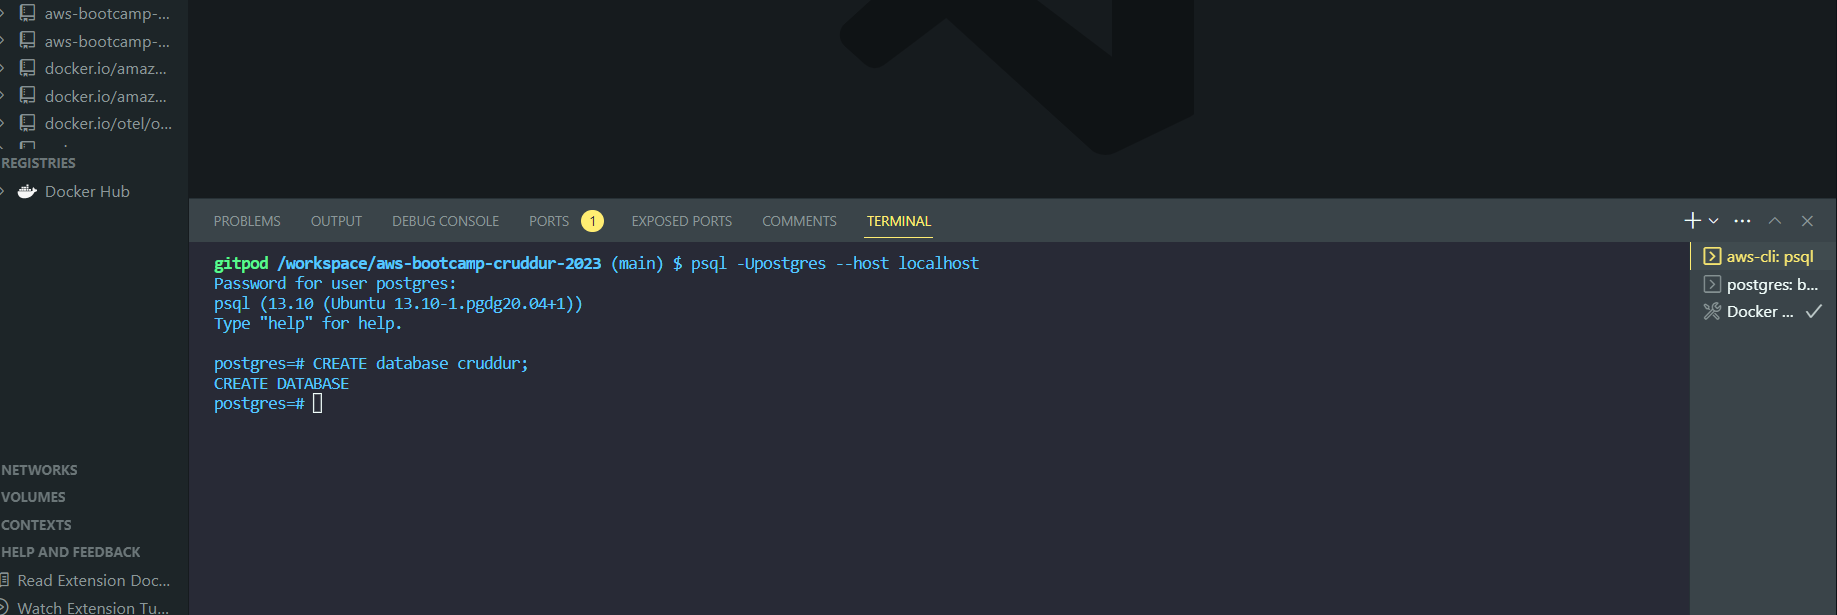 aws-bootcamp-...
aws-bootcamp-...
docker.io/amaz...
docker.io/amaz...
docker.io/otel/o...
REGISTRIES
Docker Hub
NETWORKS
VOLUMES
CONTEXTS
HELP AND FEEDBACK
Read Extension Doc...
Watch Extension Tu...
PROBLEMS OUTPUT DEBUG CONSOLE PORTS 1 EXPOSED PORTS COMMENTS TERMINAL
gitpod /workspace/aws-bootcamp-cruddur-2023 (main) $ psql -Upostgres --host localhost
Password for user postgres:
psql (13.10 (Ubuntu 13.10-1.pgdg20.04+1))
Type "help" for help.
postgres=# CREATE database cruddur;
CREATE DATABASE
postgres=#
aws-cli: psql
postgres: b...
Docker ...